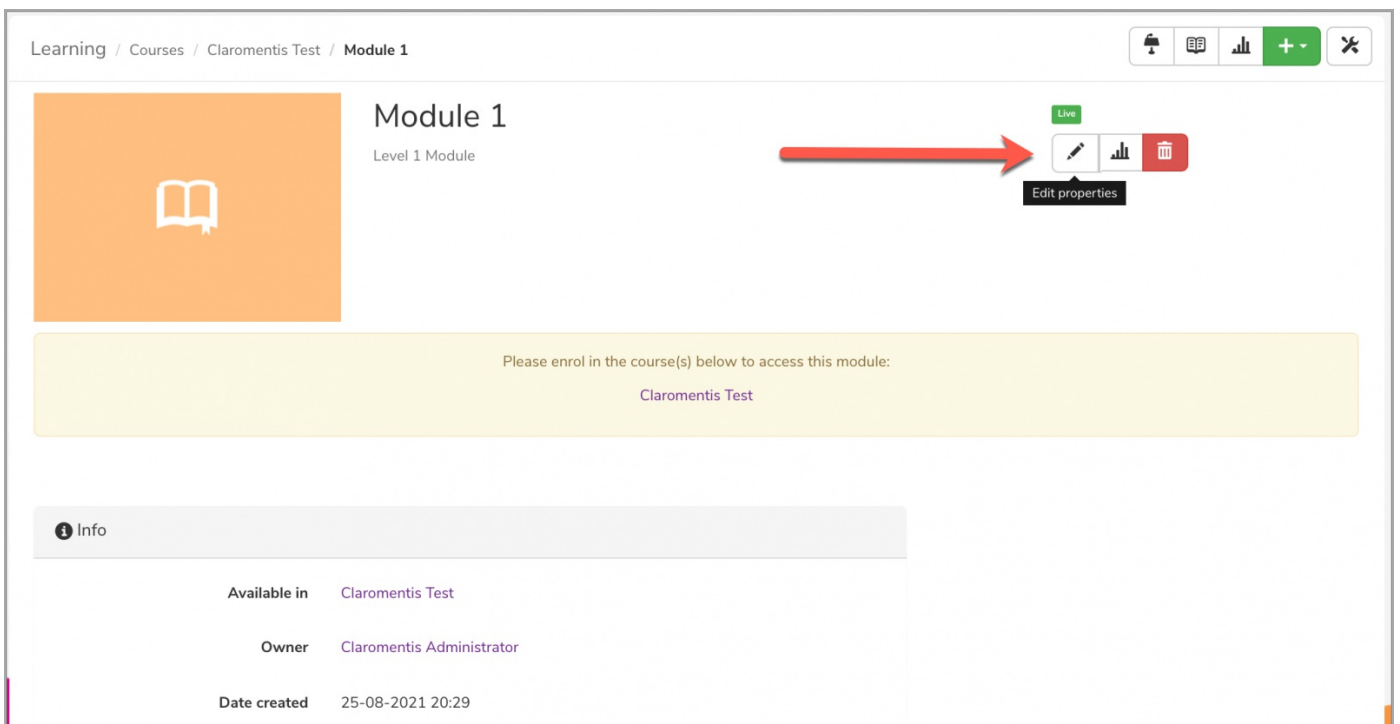 Learning / Courses / Claromentis Test / Module 1
Module 1
Live
Level 1 Module
Edit properties
Please enrol in the course(s) below to access this module:
Claromentis Test
Info
Available in Claromentis Test
Owner Claromentis Administrator
Date created 25-08-2021 20:29